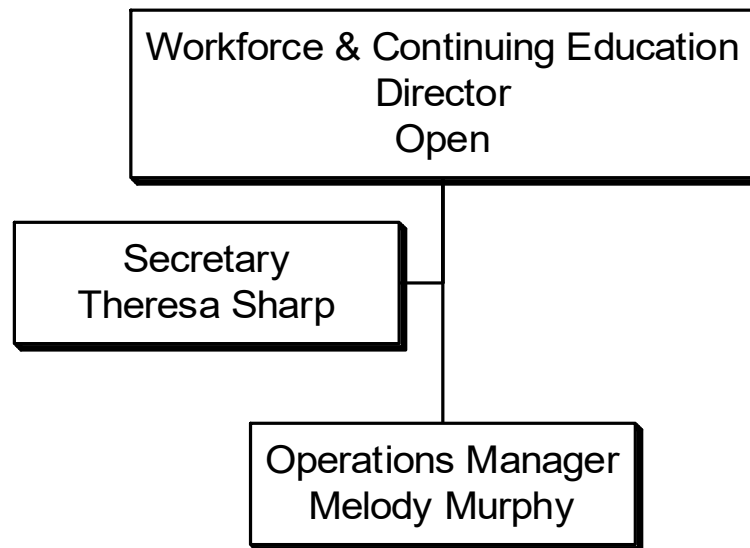 Workforce & Continuing Education
Director
Open
Secretary
Theresa Sharp
Operations Manager
Melody Murphy